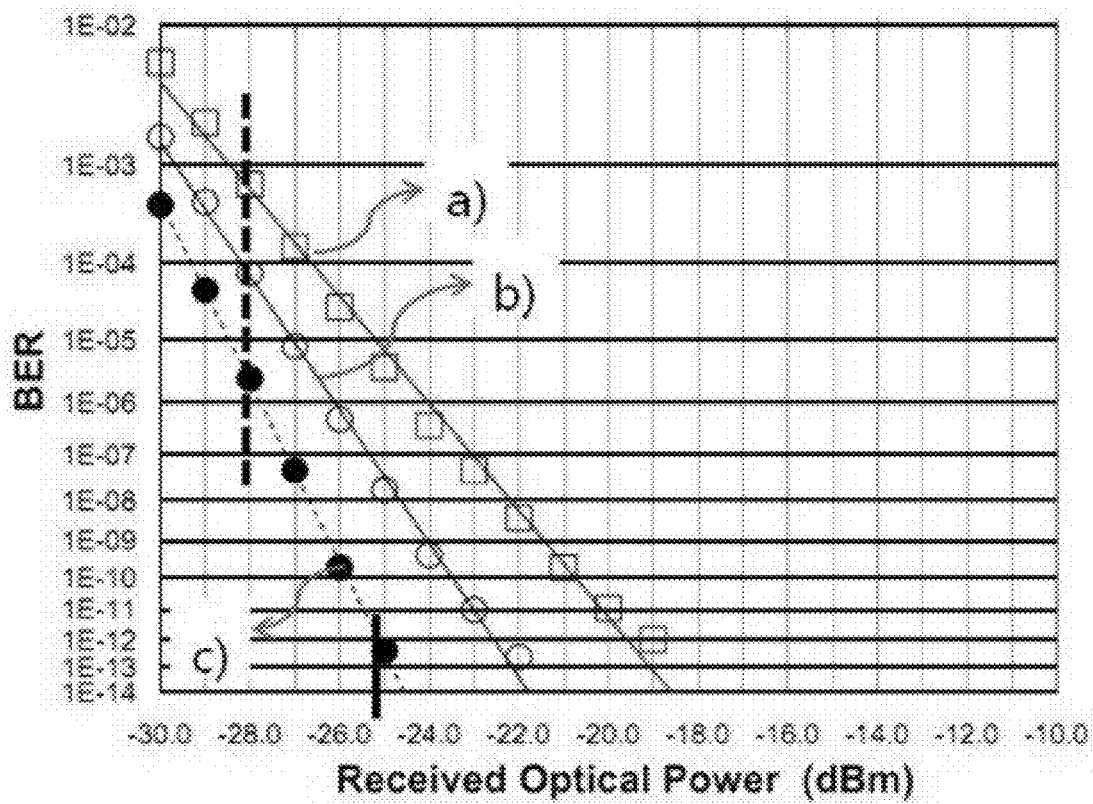 1E-02
1E-03
1E-04
1E-05
1E-06
1E-07
1E-08
1E-09
1E-10
1E-11
1E-12
1E-13
1E-14
BER
a)
b)
c)
-30.0 -28.0 -26.0 -24.0 -22.0 -20.0 -18.0 -16.0 -14.0 -12.0 -10.0
Received Optical Power (dBm)